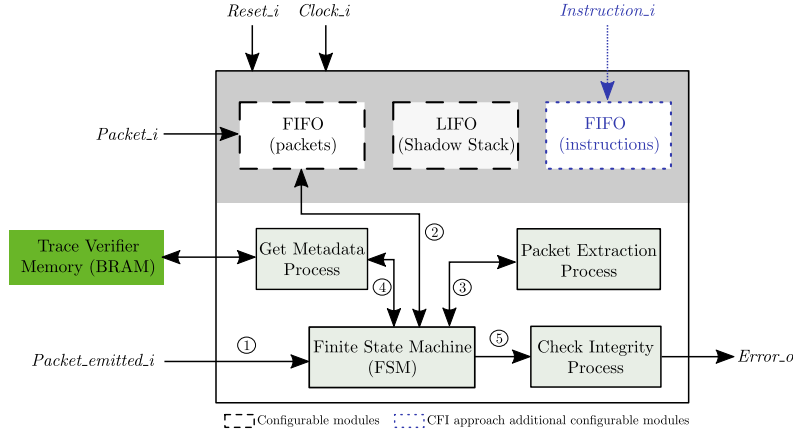 Reset_i
Clock_i
Instruction_i
Packet_i
FIFO
(packets)
LIFO
(Shadow Stack)
FIFO
(instructions)
Trace Verifier
Memory (BRAM)
Get Metadata
Process
Packet Extraction
Process
②
④
③
Packet_emitted_i
①
Finite State Machine
(FSM)
⑤
Check Integrity
Process
Error_o
Configurable modules
CFI approach additional configurable modules